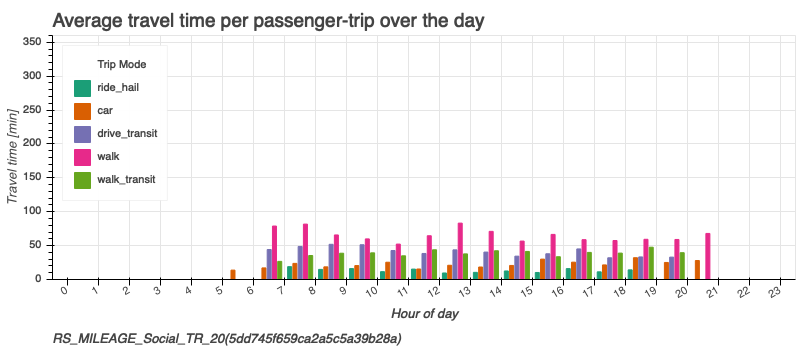 Average travel time per passenger-trip over the day
Travel time [min]
350
300
250
200
150
100
50
0
Trip Mode
ride_hail
car
drive_transit
walk
walk_transit
0 1 2 3 4 5 6 7 8 9 10 11 12 13 14 15 16 17 18 19 20 21 22 23
Hour of day
RS_MILEAGE_Social_TR_20(5dd745f659ca2a5c5a39b28a)